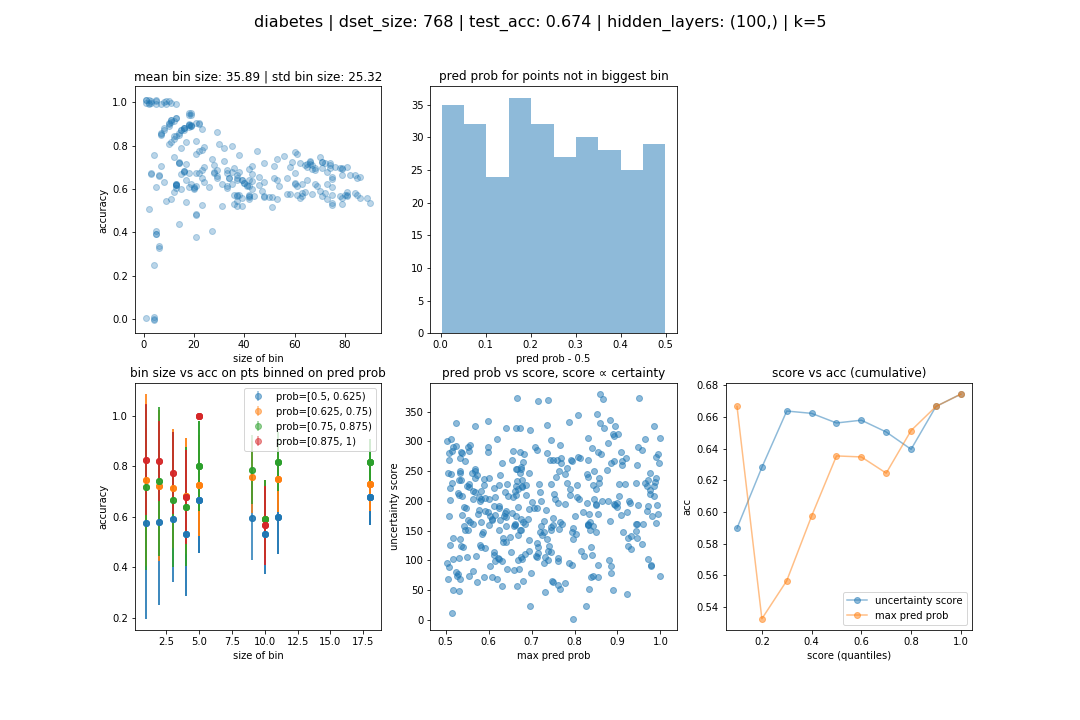 diabetes | dset_size: 768 | test_acc: 0.674 | hidden_layers: (100,) | k=5
mean bin size: 35.89 | std bin size: 25.32
1.0
0.8
0.6
0.4
0.2
0.0
accuracy
0 20 40 60 80
size of bin
pred prob for points not in biggest bin
35
30
25
20
15
10
5
0
0.0 0.1 0.2 0.3 0.4 0.5
pred prob - 0.5
bin size vs acc on pts binned on pred prob
prob=[0.5, 0.625)
prob=[0.625, 0.75)
prob=[0.75, 0.875)
prob=[0.875, 1)
1.0
0.8
0.6
0.4
0.2
accuracy
2.5 5.0 7.5 10.0 12.5 15.0 17.5
size of bin
pred prob vs score, score ∝ certainty
350
300
250
200
150
100
50
0
uncertainty score
0.5 0.6 0.7 0.8 0.9 1.0
max pred prob
score vs acc (cumulative)
0.68
0.66
0.64
0.62
0.60
0.58
0.56
0.54
acc
uncertainty score
max pred prob
0.2 0.4 0.6 0.8 1.0
score (quantiles)